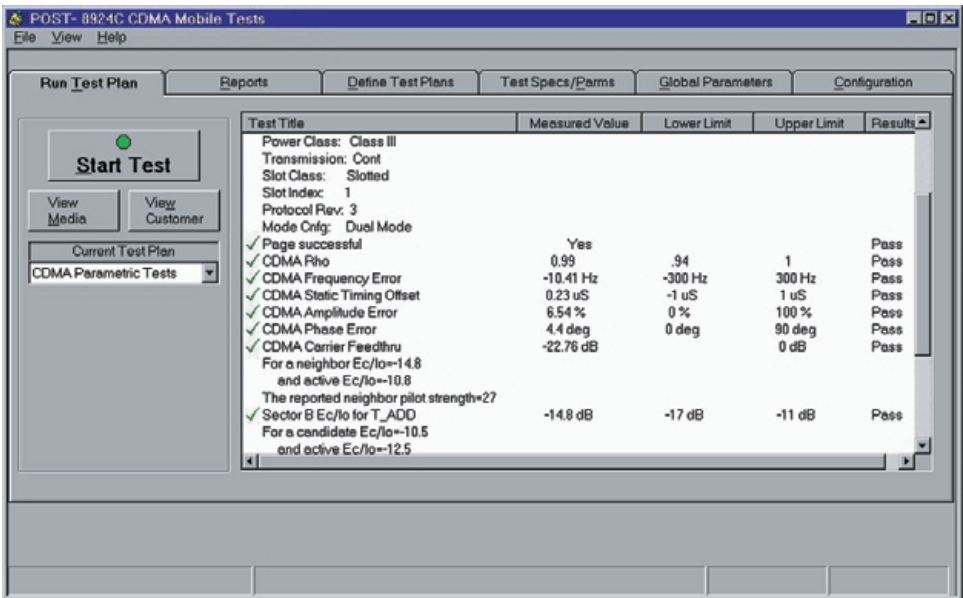 POST- 8924C CDMA Mobile Tests
File View Help
Run Test Plan Reports Define Test Plans Test Specs/Parms Global Parameters Configuration
Start Test
View Media
View Customer
Current Test Plan
CDMA Parametric Tests
Test Title Measured Value Lower Limit Upper Limit Results
Power Class: Class III
Transmission: Cont
Slot Class: Slotted
Slot Index: 1
Protocol Rev: 3
Mode Cnfg: Dual Mode
Page successful Yes Pass
CDMA Rho 0.99 .94 1 Pass
CDMA Frequency Error -10.41 Hz -300 Hz 300 Hz Pass
CDMA Static Timing Offset 0.23 uS -1 uS 1 uS Pass
CDMA Amplitude Error 6.54 % 0 % 100 % Pass
CDMA Phase Error 4.4 deg 0 deg 90 deg Pass
CDMA Carrier Feedthru -22.76 dB 0 dB Pass
For a neighbor Ec/Io=-14.8
and active Ec/Io=-10.8
The reported neighbor pilot strength=27
Sector B Ec/Io for T_ADD -14.8 dB -17 dB -11 dB Pass
For a candidate Ec/Io=-10.5
and active Ec/Io=-12.5